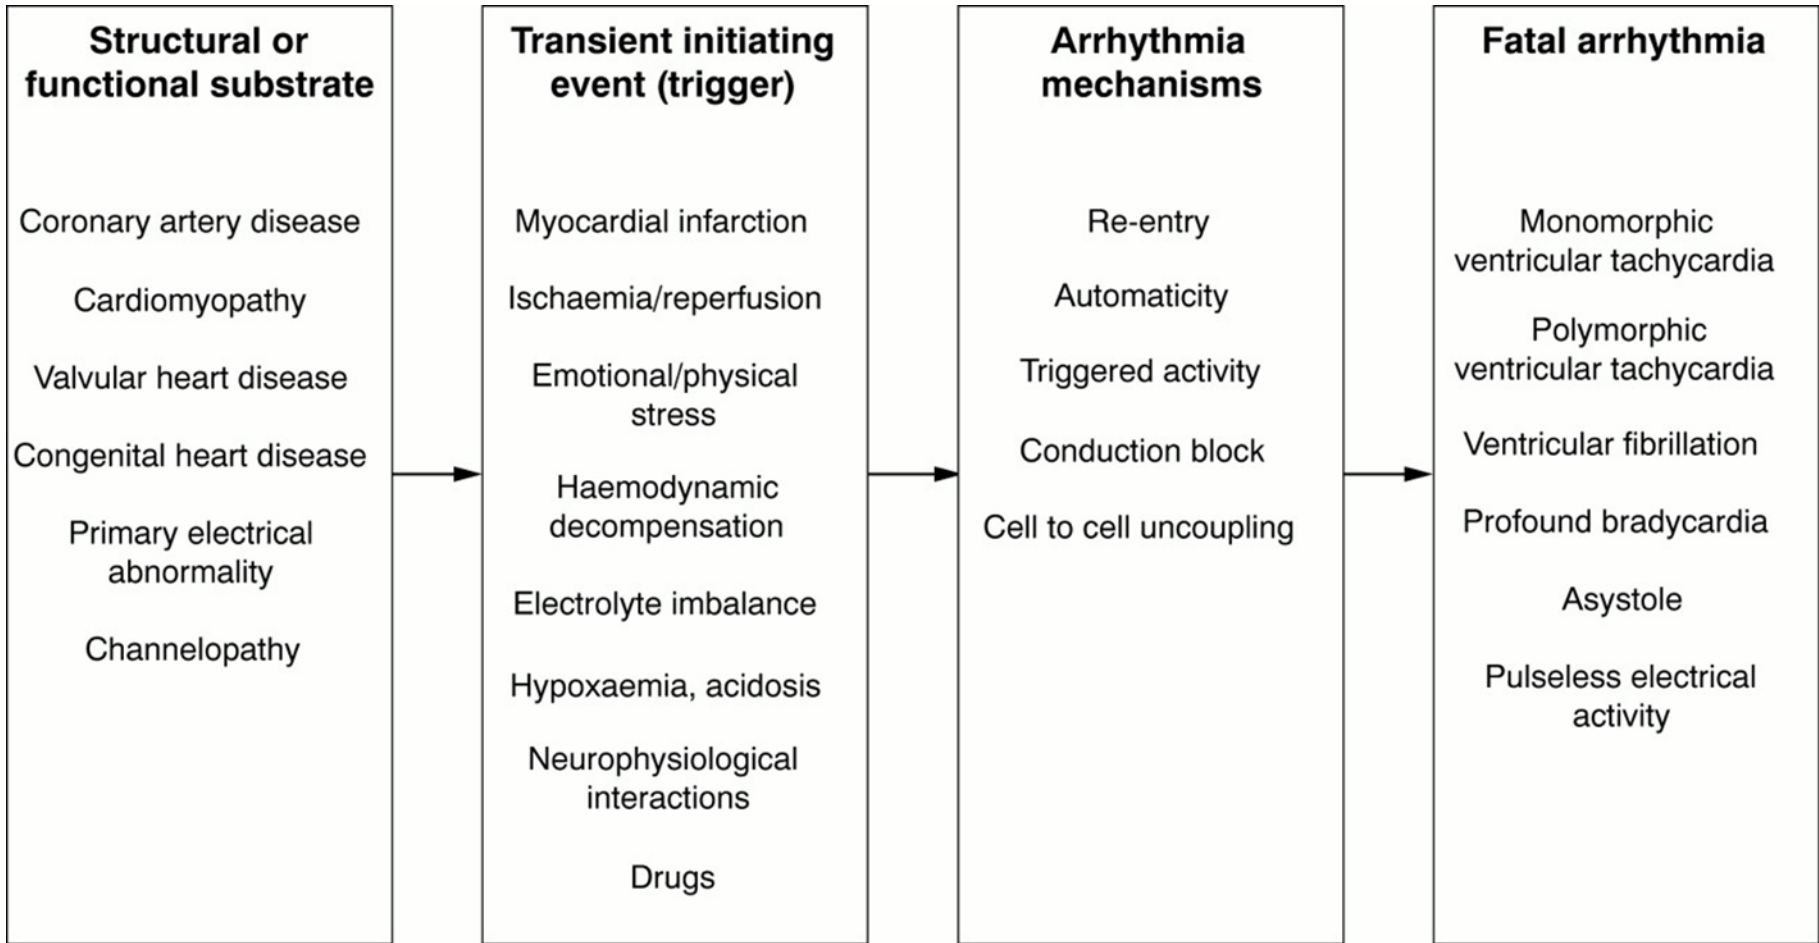 Structural or
functional substrate
Coronary artery disease
Cardiomyopathy
Valvular heart disease
Congenital heart disease
Primary electrical
abnormality
Channelopathy
Transient initiating
event (trigger)
Myocardial infarction
Ischaemia/reperfusion
Emotional/physical
stress
Haemodynamic
decompensation
Electrolyte imbalance
Hypoxaemia, acidosis
Neurophysiological
interactions
Drugs
Arrhythmia
mechanisms
Re-entry
Automaticity
Triggered activity
Conduction block
Cell to cell uncoupling
Fatal arrhythmia
Monomorphic
ventricular tachycardia
Polymorphic
ventricular tachycardia
Ventricular fibrillation
Profound bradycardia
Asystole
Pulseless electrical
activity